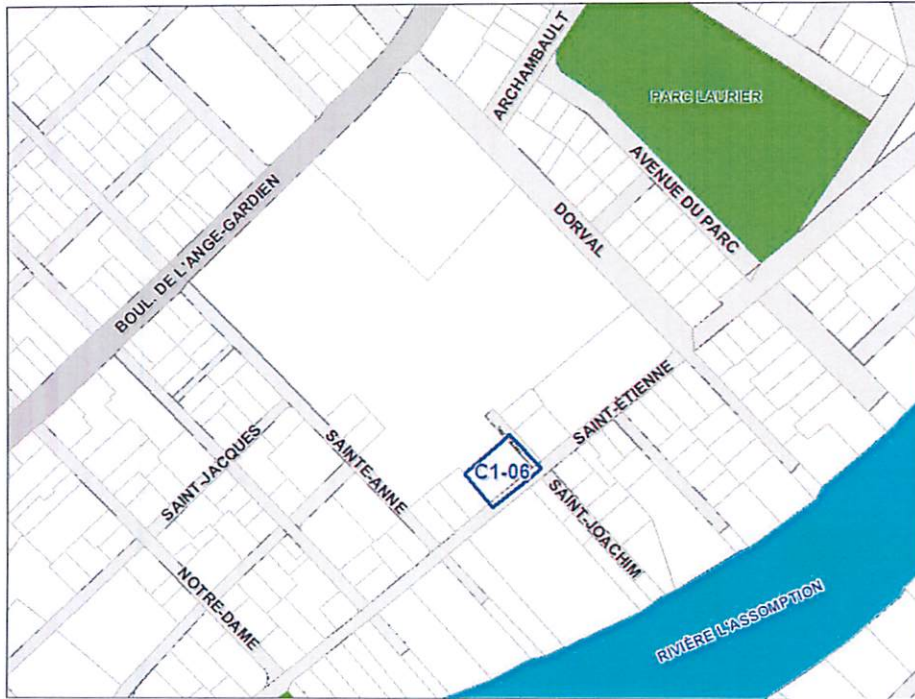 ARCHAMBAULT
PARC LAURIER
AVENUE DU PARC
BOUL. DE L'ANGE-GARDIEN
DORVAL
SAINT-ÉTIENNE
SAINT-JACQUES
SAINTE-ANNE
C1-06
SAINT-JOACHIM
NOTRE-DAME
RIVIÈRE L'ASSOMPTION